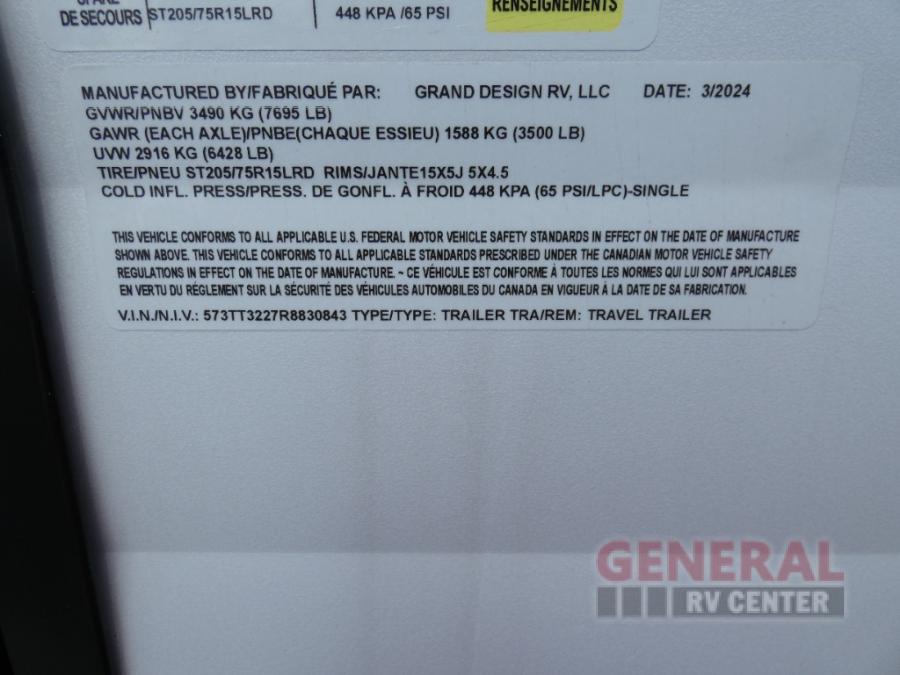 SPARE
DE SECOURS ST205/75R15LRD 448 KPA /65 PSI
RENSEIGNEMENTS
MANUFACTURED BY/FABRIQUÉ PAR: GRAND DESIGN RV, LLC DATE: 3/2024
GVWR/PNBV 3490 KG (7695 LB)
GAWR (EACH AXLE)/PNBE(CHAQUE ESSIEU) 1588 KG (3500 LB)
UVW 2916 KG (6428 LB)
TIRE/PNEU ST205/75R15LRD RIMS/JANTE15X5J 5X4.5
COLD INFL. PRESS/PRESS. DE GONFL. À FROID 448 KPA (65 PSI/LPC)-SINGLE
THIS VEHICLE CONFORMS TO ALL APPLICABLE U.S. FEDERAL MOTOR VEHICLE SAFETY STANDARDS IN EFFECT ON THE DATE OF MANUFACTURE
SHOWN ABOVE. THIS VEHICLE CONFORMS TO ALL APPLICABLE STANDARDS PRESCRIBED UNDER THE CANADIAN MOTOR VEHICLE SAFETY
REGULATIONS IN EFFECT ON THE DATE OF MANUFACTURE. ~ CE VÉHICULE EST CONFORME À TOUTES LES NORMES QUI LUI SONT APPLICABLES
EN VERTU DU RÉGLEMENT SUR LA SÉCURITÉ DES VÉHICULES AUTOMOBILES DU CANADA EN VIGUEUR À LA DATE DE SA FABRICATION.
V.I.N./N.I.V.: 573TT3227R8830843 TYPE/TYPE: TRAILER TRA/REM: TRAVEL TRAILER
GENERAL
RV CENTER